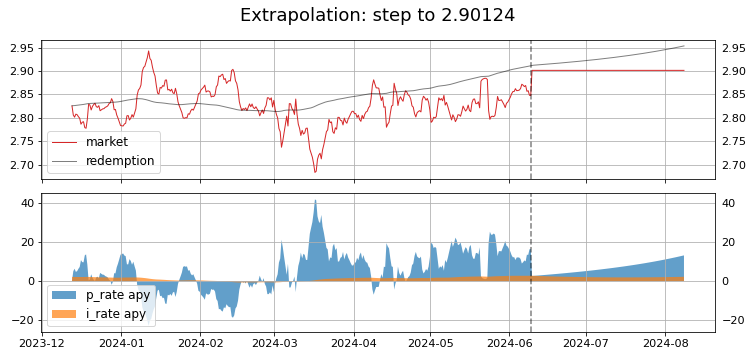 Extrapolation: step to 2.90124
2.95 2.95
2.90 2.90
2.85 2.85
2.80 2.80
2.75 2.75
2.70 2.70
market
redemption
40 40
20 20
0 0
−20 −20
p_rate apy
i_rate apy
2023-12 2024-01 2024-02 2024-03 2024-04 2024-05 2024-06 2024-07 2024-08